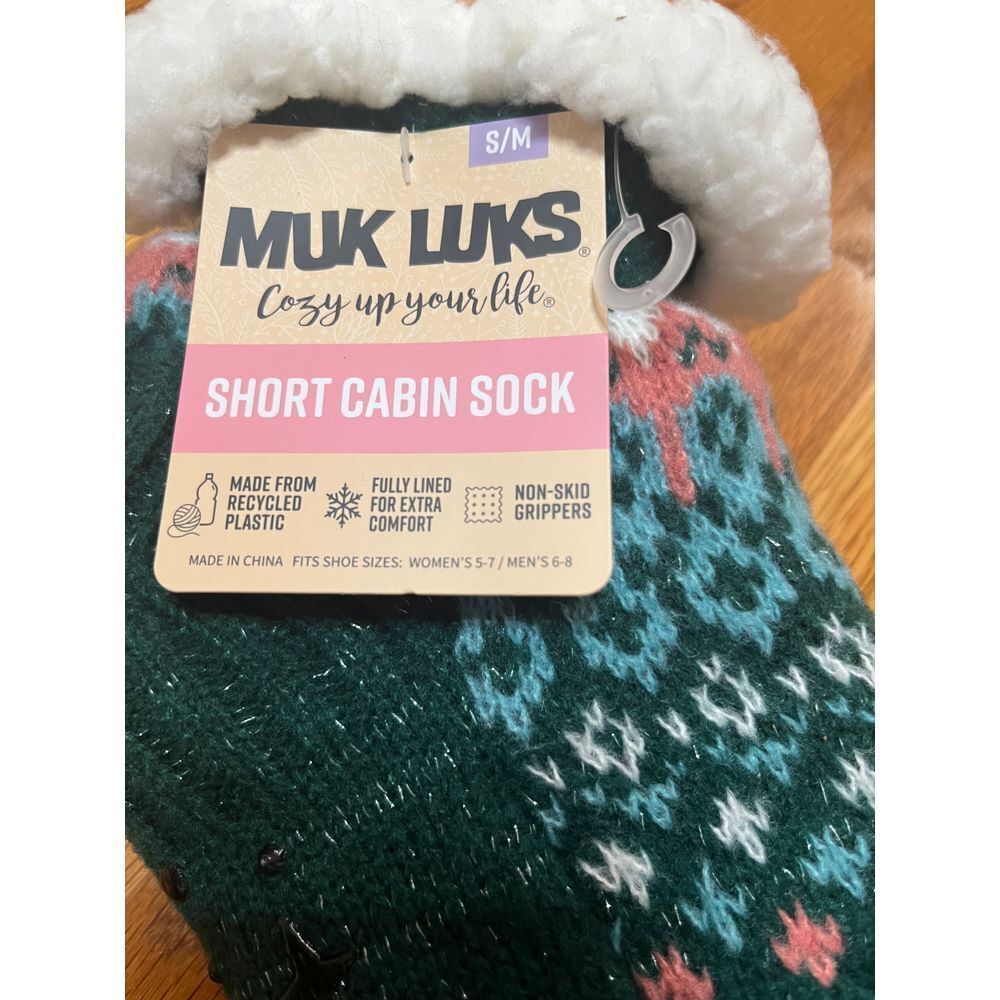 S/M
MUK LUKS®
Cozy up your life®
SHORT CABIN SOCK
MADE FROM
RECYCLED
PLASTIC
FULLY LINED
FOR EXTRA
COMFORT
NON-SKID
GRIPPERS
MADE IN CHINA FITS SHOE SIZES: WOMEN'S 5-7 / MEN'S 6-8